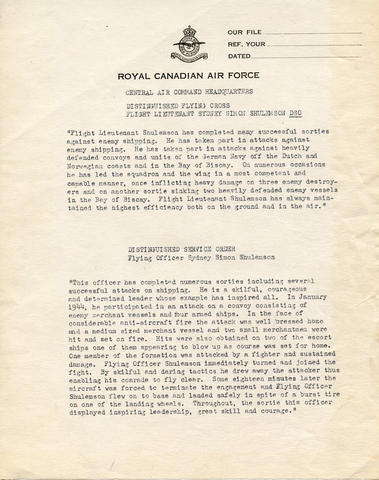 OUR FILE
REF. YOUR
DATED
ROYAL CANADIAN AIR FORCE
CENTRAL AIR COMMAND HEADQUARTERS
DISTINGUISHED FLYING CROSS
FLIGHT LIEUTENANT SYDNEY SIMON SHULEMSON DSO
"Flight Lieutenant Shulemson has completed many successful sorties
against enemy shipping. He has taken part in attacks against
enemy shipping. He has taken part in attacks against heavily
defended convoys and units of the German Navy off the Dutch and
Norwegian coasts and in the Bay of Biscay. On numerous occasions
he has led the squadron and the wing in a most competent and
capable manner, once inflicting heavy damage on three enemy destroy-
ers and on another sortie sinking two heavily defended enemy vessels
in the Bay of Biscay. Flight Lieutenant Shulemson has always main-
tained the highest efficiency both on the ground and in the air."
DISTINGUISHED SERVICE ORDER
Flying Officer Sydney Simon Shulemson
"This officer has completed numerous sorties including several
successful attacks on shipping. He is a skilful, courageous
and determined leader whose example has inspired all. In January
1944, he participated in an attack on a convoy consisting of
enemy merchant vessels and four armed ships. In the face of
considerable anti-aircraft fire the attack was well pressed home
and a medium sized merchant vessel and two small merchantmen were
hit and set on fire. Hits were also obtained on two of the escort
ships one of them appearing to blow up as course was set for home.
One member of the formation was attacked by a fighter and sustained
damage. Flying Officer Shulemson immediately turned and joined the
fight. By skilful and daring tactics he drew away the attacker thus
enabling his comrade to fly clear. Some eighteen minutes later the
aircraft was forced to terminate the engagement and Flying Officer
Shulemson flew on to base and landed safely in spite of a burst tire
on one of the landing wheels. Throughout, the sortie this officer
displayed inspiring leadership, great skill and courage."